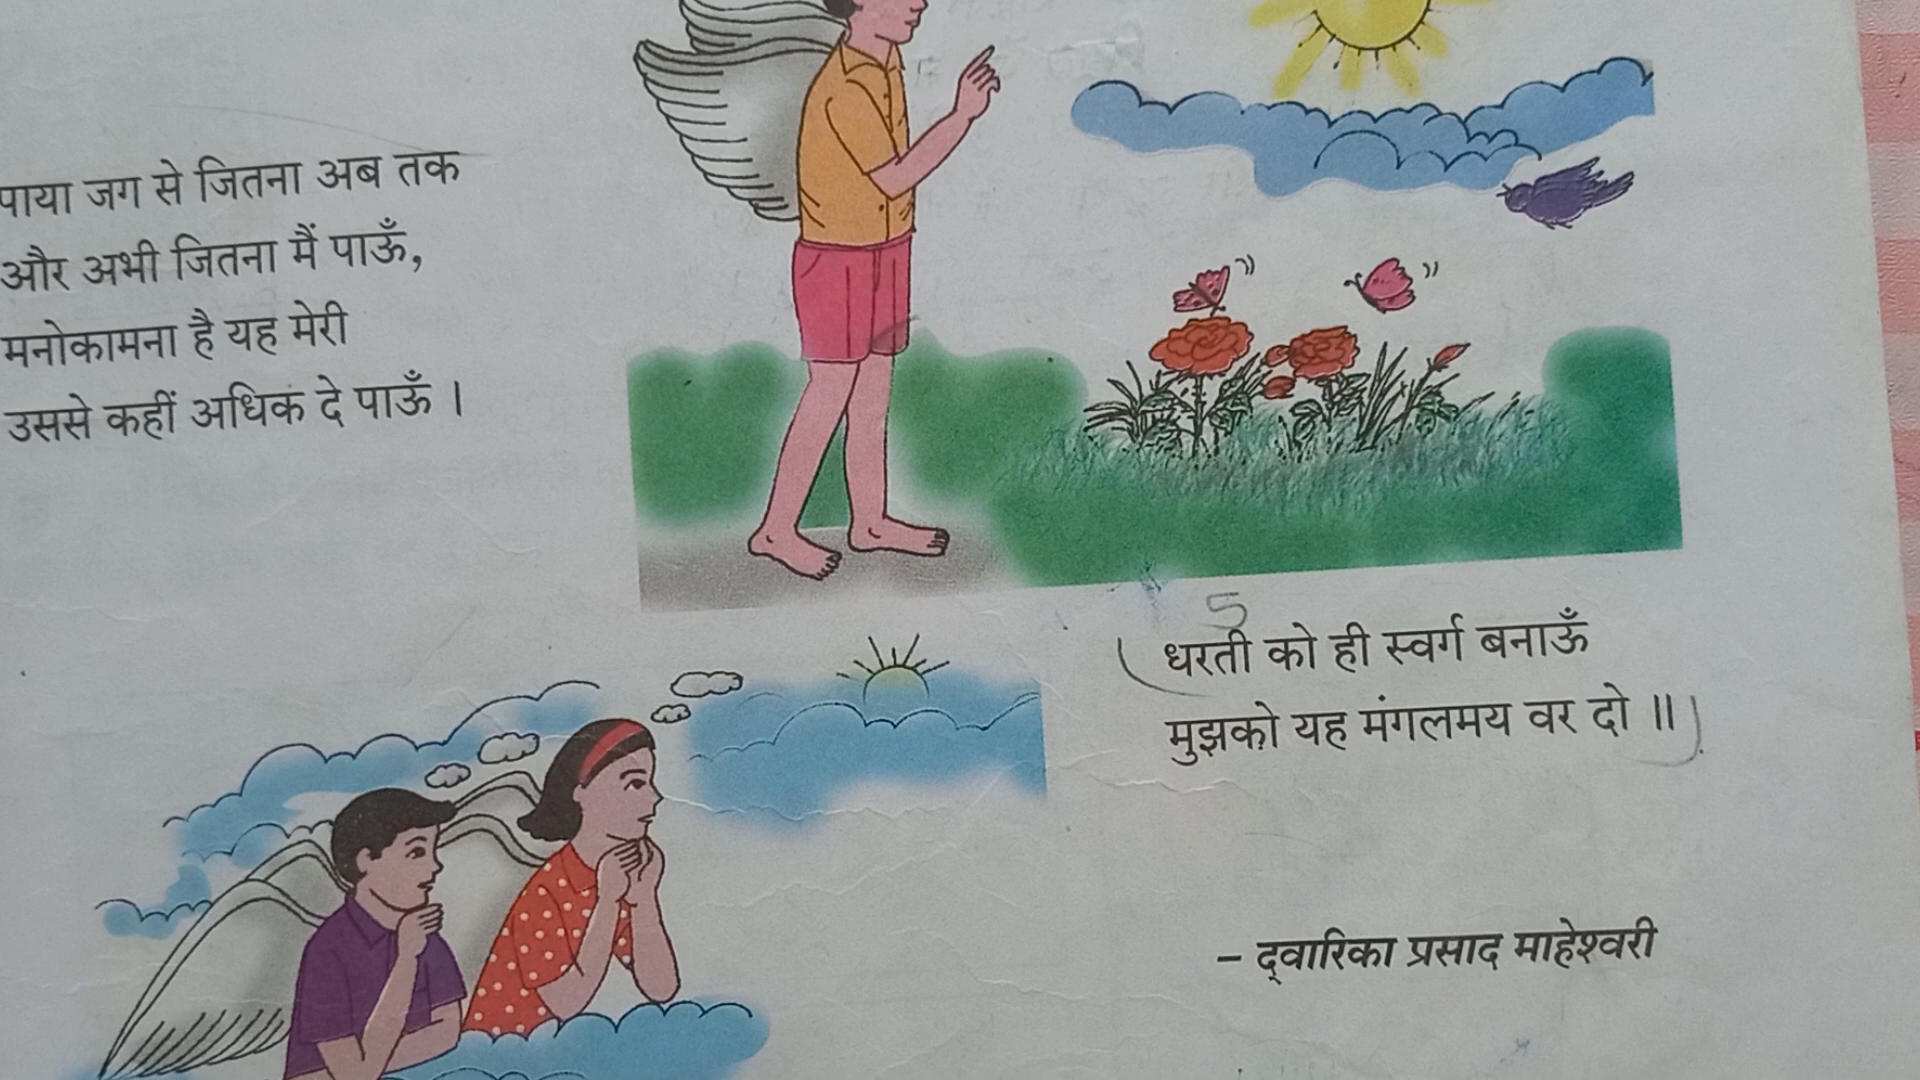 पाया जग से जितना अब तक
और अभी जितना मैं पाऊँ,
मनोकामना है यह मेरी
उससे कहीं अधिक दे पाऊँ ।
5
धरती को ही स्वर्ग बनाऊँ
मुझको यह मंगलमय वर दो ॥
– द्वारिका प्रसाद माहेश्वरी